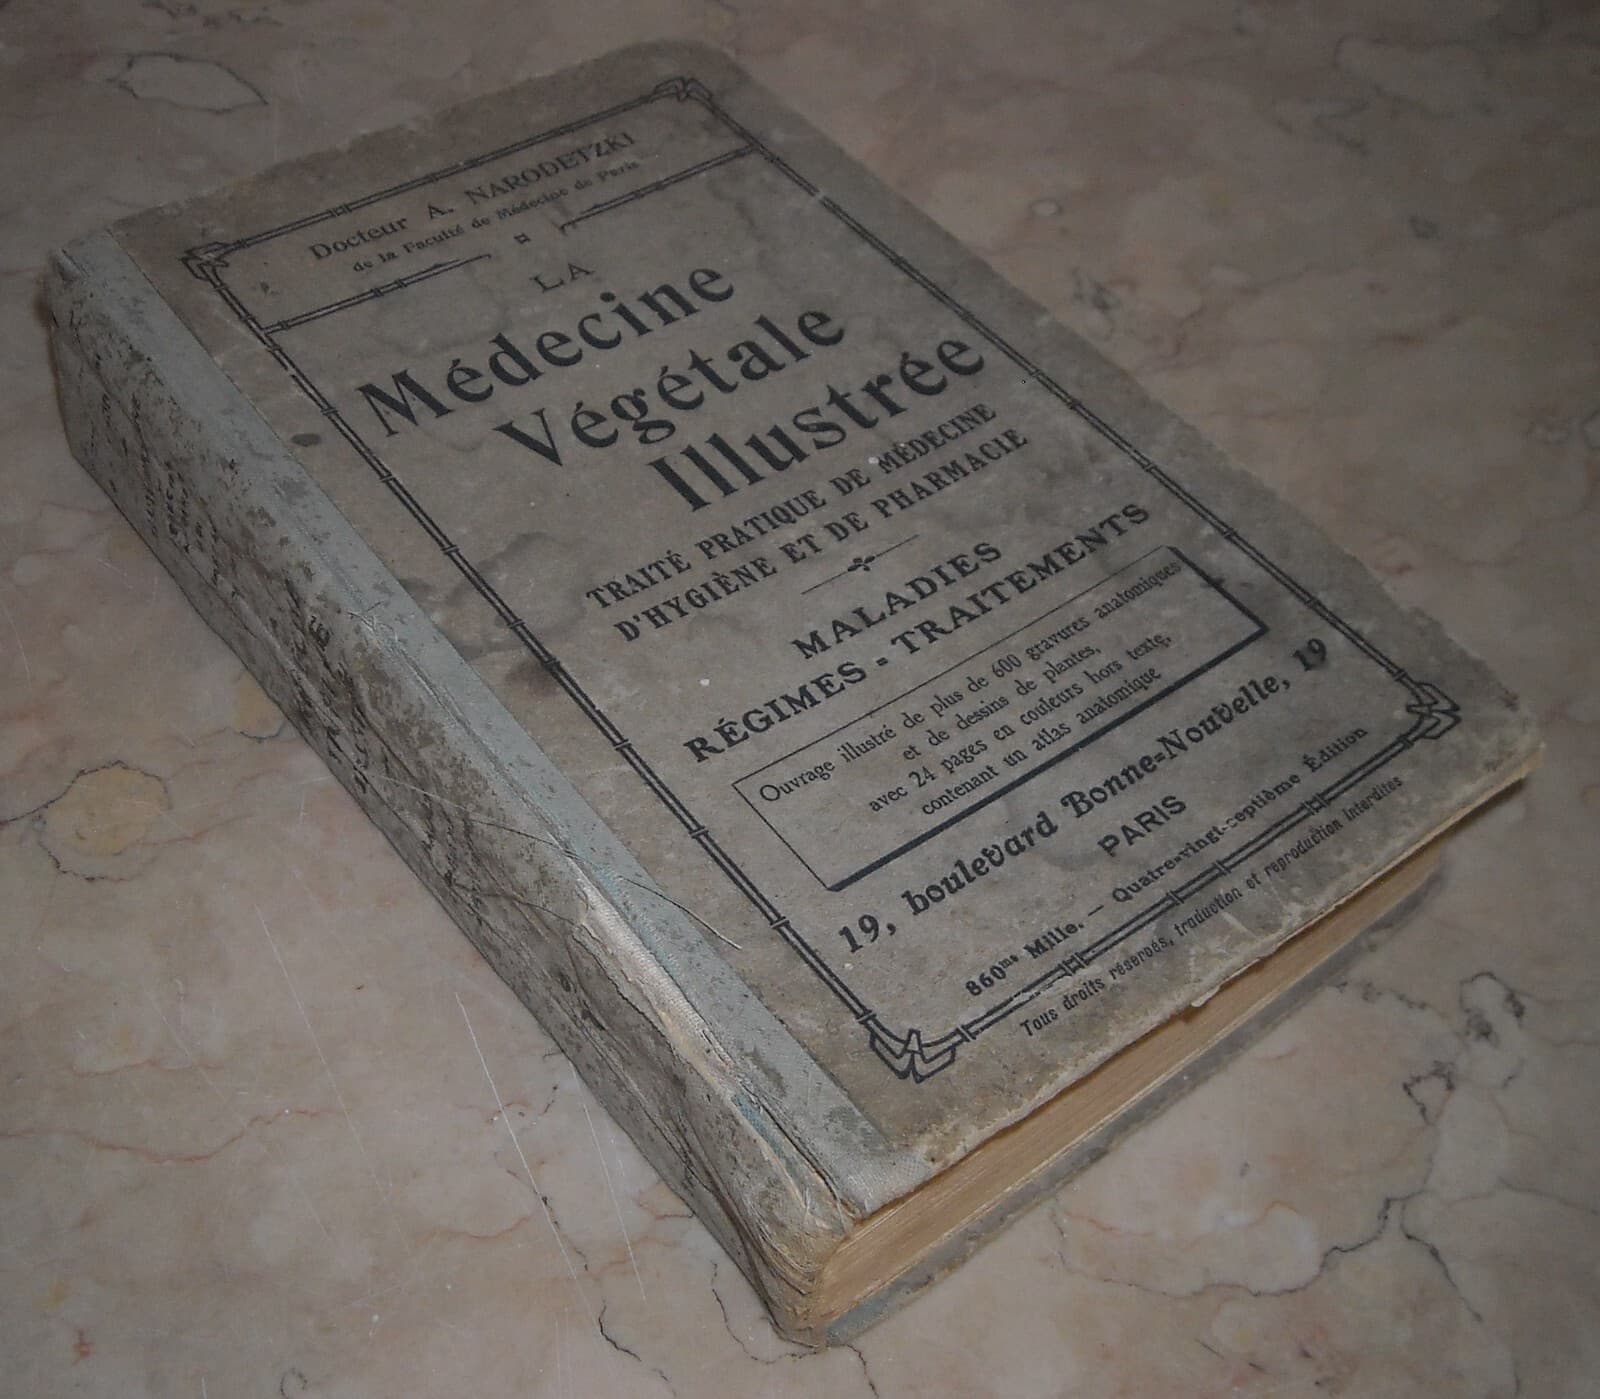 Docteur A. NARODETZKI
de la Faculté de Médecine de Paris
LA
Médecine
Végétale
Illustrée
TRAITÉ PRATIQUE DE MÉDECINE
D'HYGIÈNE ET DE PHARMACIE
MALADIES
RÉGIMES - TRAITEMENTS
Ouvrage illustré de plus de 600 gravures anatomiques
et de dessins de plantes,
avec 24 pages en couleurs hors texte,
contenant un atlas anatomique
19, boulevard Bonne-Nouvelle, 19
PARIS
860me Mille. — Quatre-vingt-septième Édition
Tous droits réservés, traduction et reproduction interdites